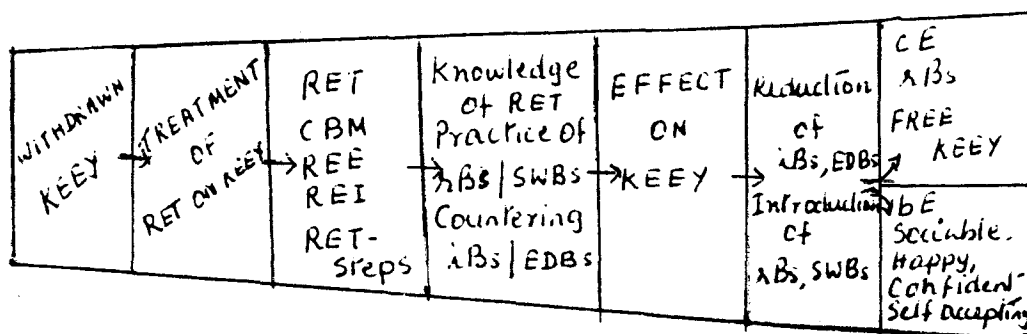 WITHDRAWN
KEEY
TREATMENT
OF
RET ON KEEY
RET
CBM
REE
REI
RET-
Steps
Knowledge
of RET
Practice of
rBs/SWBs
Countering
iBs/EDBs
EFFECT
ON
KEEY
Reduction
of
iBs, EDBs
Introduction
of
rBs, SWBs
CE
rBs
FREE
KEEY
bE
Sociable.
Happy,
Confident-
Self accepting